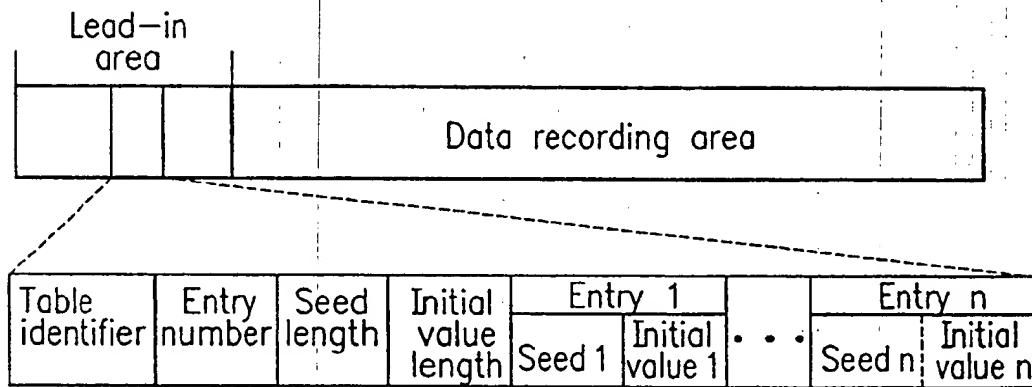 Lead-in
area
Data recording area
Table
identifier
Entry
number
Seed
length
Initial
value
length
Entry 1
Seed 1
Initial
value 1
• • •
Entry n
Seed n
Initial
value n